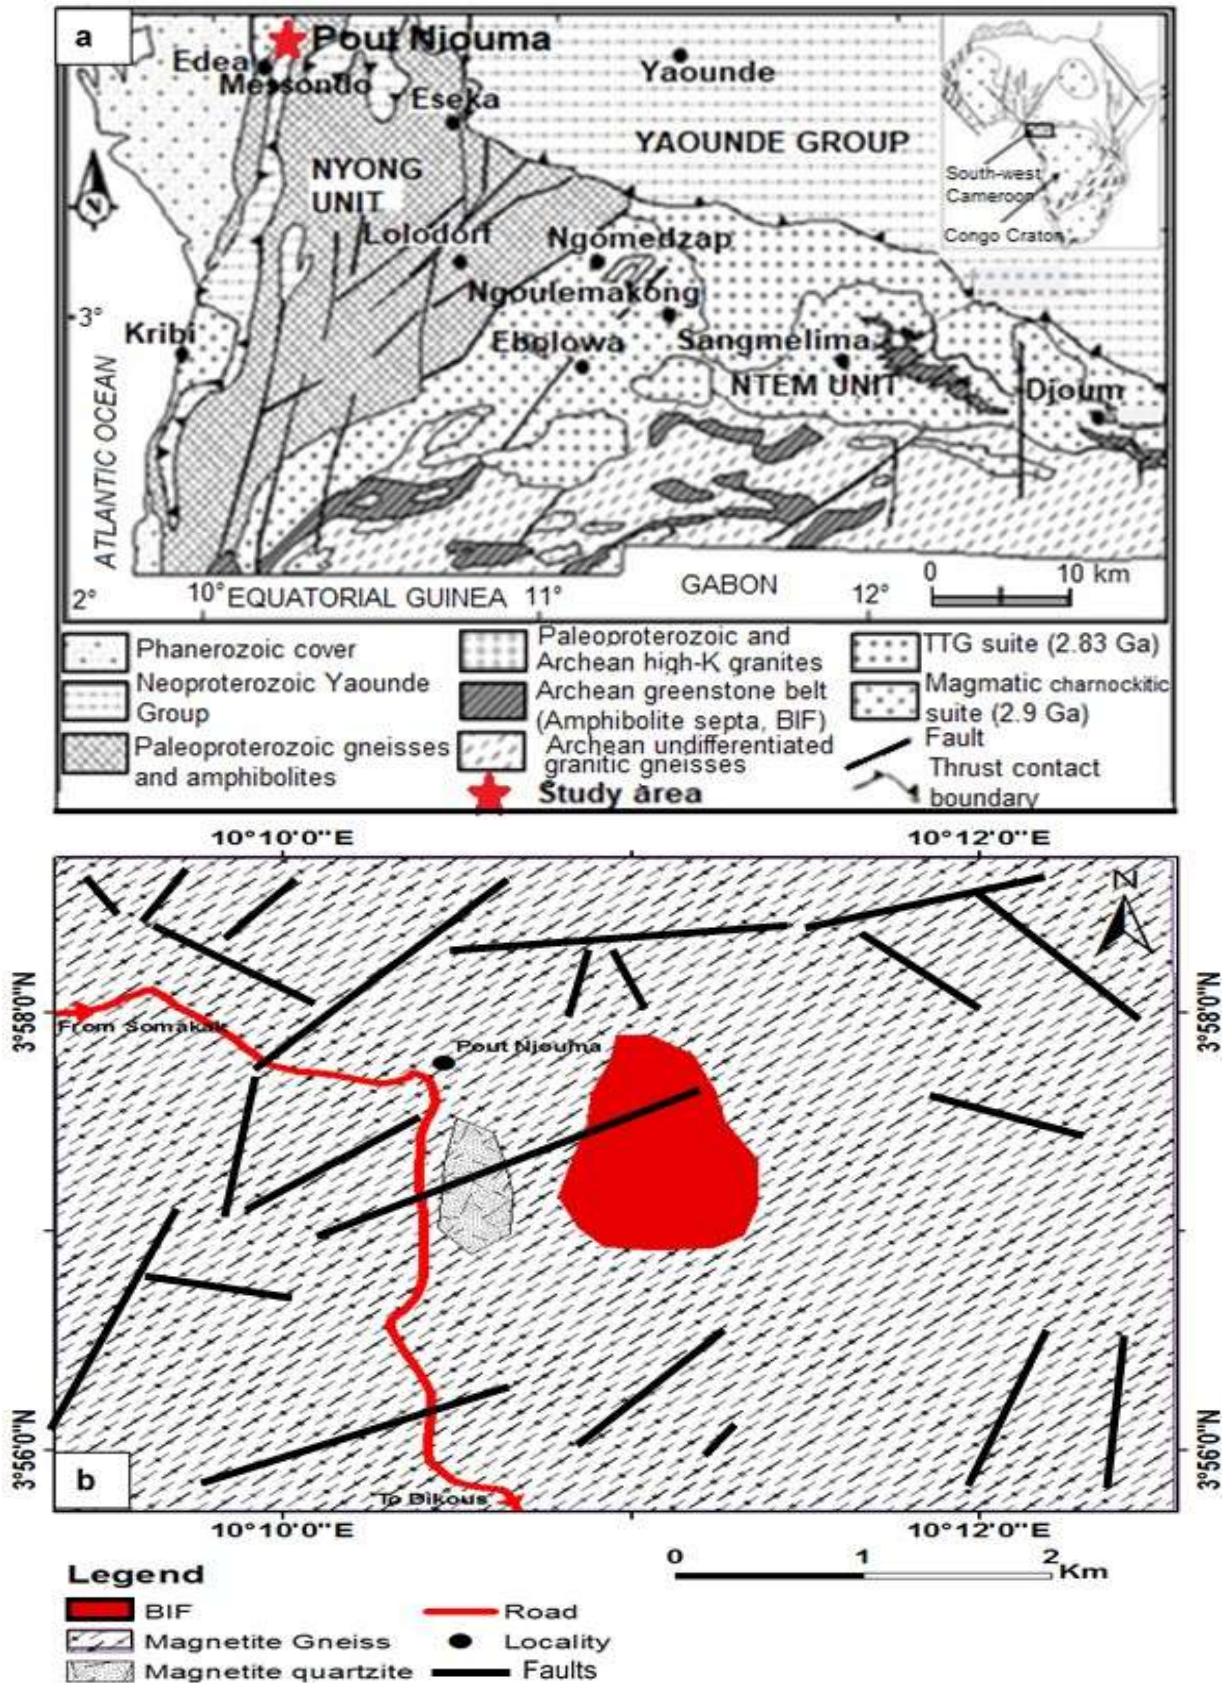 a
Pout Njouma
Edea
Messondo
Eseka
Yaounde
YAOUNDE GROUP
NYONG
UNIT
South-west
Cameroon
Congo Craton
Lolodorf
Ngomedzap
Ngoulemakong
3°
Kribi
Ebolowa
Sangmelima
NTEM UNIT
Djoum
ATLANTIC OCEAN
2°
10°
EQUATORIAL GUINEA
11°
GABON
12°
0 10 km
Phanerozoic cover
Neoproterozoic Yaounde
Group
Paleoproterozoic gneisses
and amphibolites
Paleoproterozoic and
Archean high-K granites
Archean greenstone belt
(Amphibolite septa, BIF)
Archean undifferentiated
granitic gneisses
Study area
TTG suite (2.83 Ga)
Magmatic charnockitic
suite (2.9 Ga)
Fault
Thrust contact
boundary
10°10'0"E 10°12'0"E
N
3°58'0"N
3°58'0"N
From Somakak
Pout Njouma
3°56'0"N
3°56'0"N
b
To Dikous
10°10'0"E 10°12'0"E
0 1 2
Km
Legend
BIF
Magnetite Gneiss
Magnetite quartzite
Road
Locality
Faults